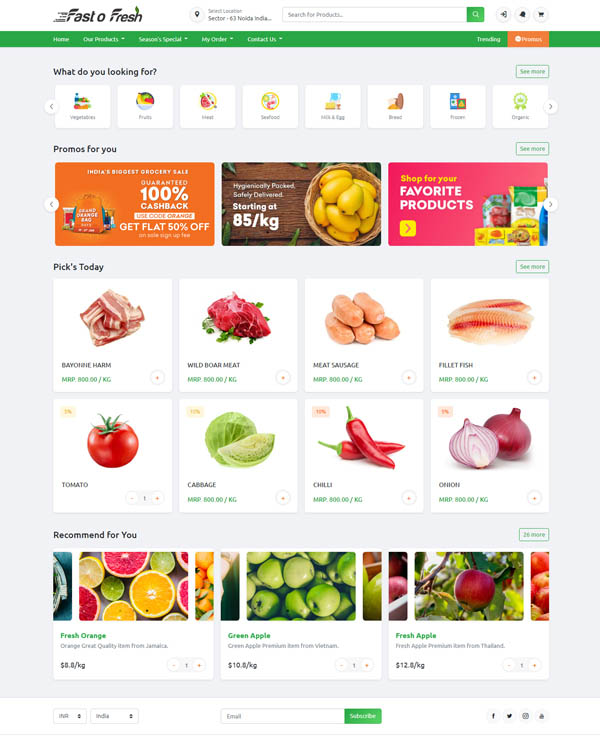 Fast o Fresh
Select Location
Sector - 63 Noida India...
Search for Products..
Home
Our Products
Season's Special
My Order
Contact Us
Trending
Promos
What do you looking for?
See more
Vegetables
Fruits
Meat
Seafood
Milk & Egg
Bread
Frozen
Organic
Promos for you
See more
INDIA'S BIGGEST GROCERY SALE
GUARANTEED
100%
CASHBACK
USE CODE ORANGE
GET FLAT 50% OFF
on sale sign up fee
GRAND
ORANGE
BAG
DAYS
Hygienically Packed,
Safely Delivered.
Starting at
85/kg
Shop for your
FAVORITE
PRODUCTS
Pick's Today
See more
BAYONNE HARM
MRP. 800.00 / KG
+
WILD BOAR MEAT
MRP. 800.00 / KG
+
MEAT SAUSAGE
MRP. 800.00 / KG
+
FILLET FISH
MRP. 800.00 / KG
+
5%
TOMATO
- 1 +
10%
CABBAGE
MRP. 800.00 / KG
+
10%
CHILLI
MRP. 800.00 / KG
+
5%
ONION
MRP. 800.00 / KG
+
Recommend for You
26 more
Fresh Orange
Orange Great Quality item from Jamaica.
$8.8/kg
- 1 +
Green Apple
Green Apple Premium item from Vietnam.
$10.8/kg
- 1 +
Fresh Apple
Fresh Apple Premium item from Thailand.
$12.8/kg
- 1 +
INR
India
Email
Subscribe